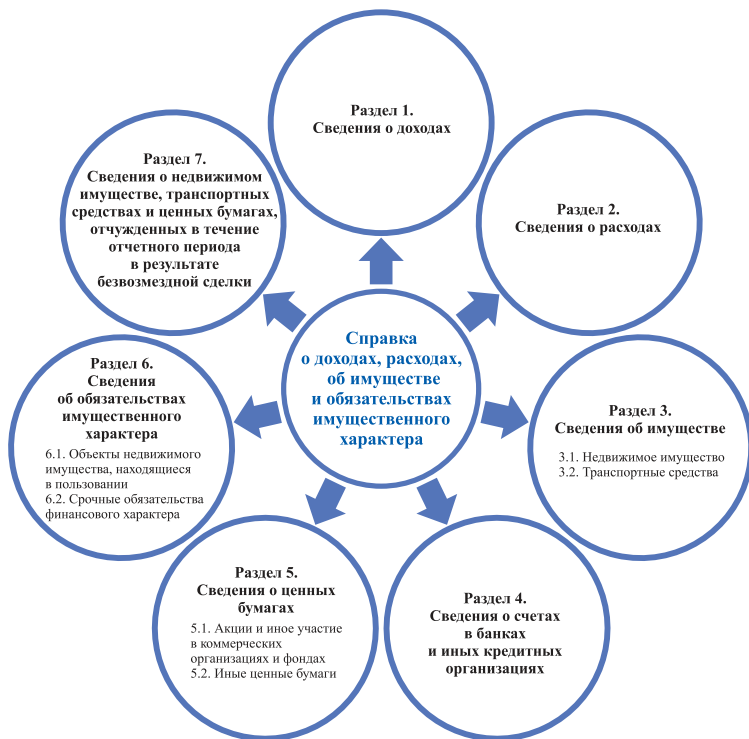 Справка
о доходах, расходах,
об имуществе
и обязательствах
имущественного
характера
Раздел 1.
Сведения о доходах
Раздел 2.
Сведения о расходах
Раздел 3.
Сведения об имуществе
3.1. Недвижимое имущество
3.2. Транспортные средства
Раздел 4.
Сведения о счетах
в банках
и иных кредитных
организациях
Раздел 5.
Сведения о ценных
бумагах
5.1. Акции и иное участие
в коммерческих
организациях и фондах
5.2. Иные ценные бумаги
Раздел 6.
Сведения
об обязательствах
имущественного
характера
6.1. Объекты недвижимого
имущества, находящиеся
в пользовании
6.2. Срочные обязательства
финансового характера
Раздел 7.
Сведения о недвижимом
имуществе, транспортных
средствах и ценных бумагах,
отчужденных в течение
отчетного периода
в результате
безвозмездной сделки